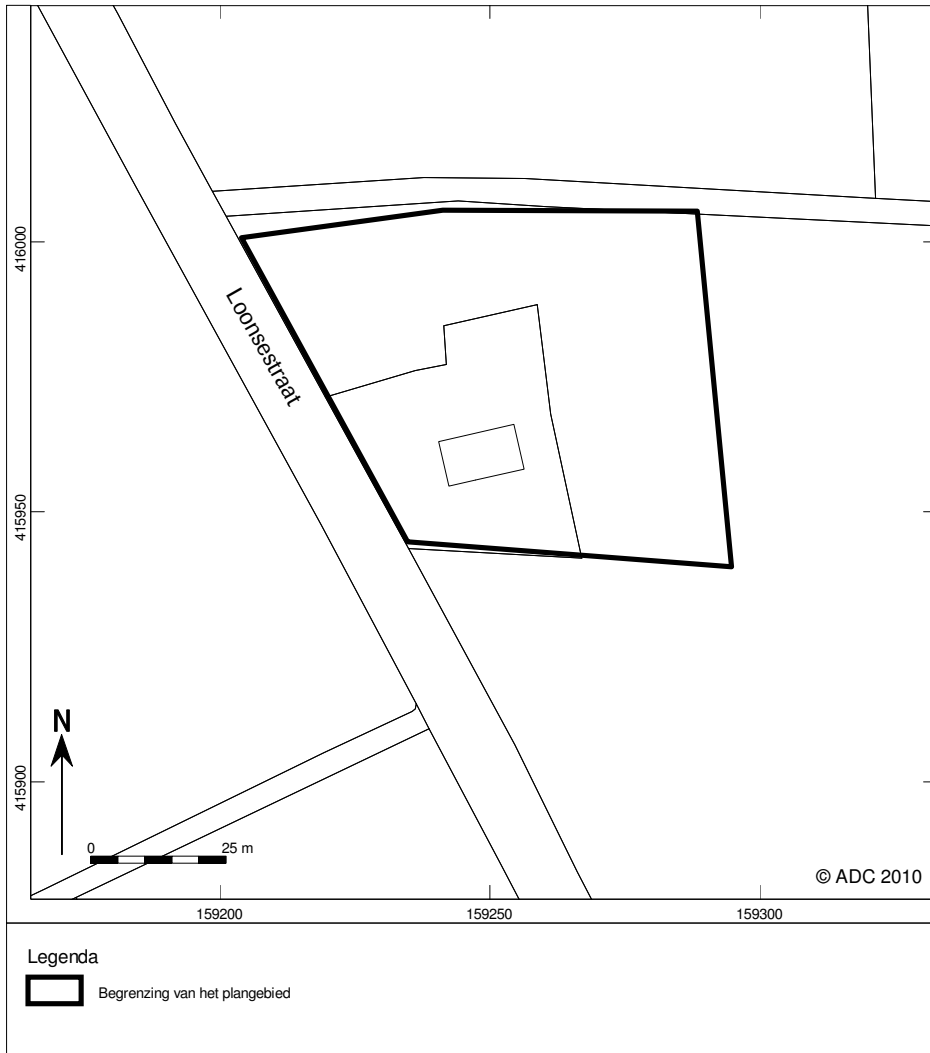 416000
Loonsestraat
415950
N
415900
0 25 m
© ADC 2010
159200 159250 159300
Legenda
Begrenzing van het plangebied